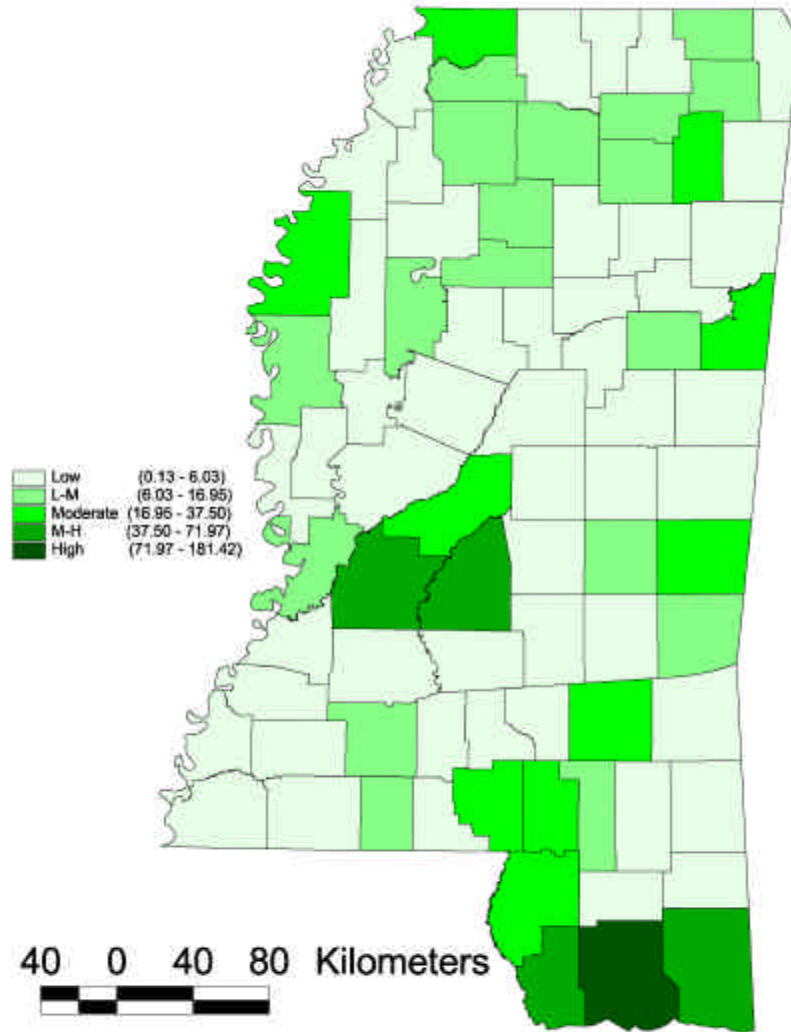 Low (0.13 - 6.03)
L-M (6.03 - 16.95)
Moderate (16.95 - 37.50)
M-H (37.50 - 71.97)
High (71.97 - 181.42)
40 0 40 80 Kilometers